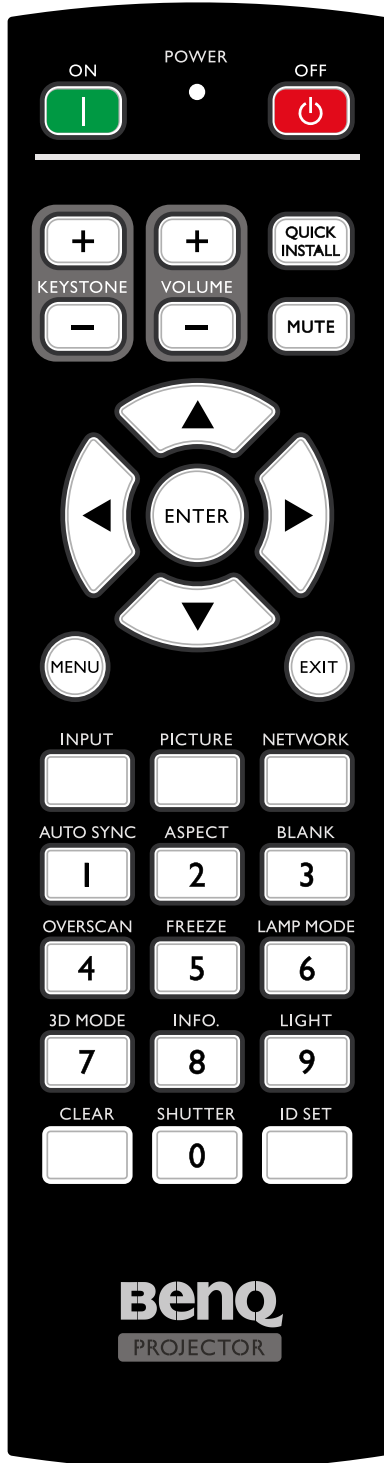 POWER
ON OFF
+ + QUICK
INSTALL
KEYSTONE VOLUME
- - MUTE
ENTER
MENU EXIT
INPUT PICTURE NETWORK
AUTO SYNC ASPECT BLANK
1 2 3
OVERSCAN FREEZE LAMP MODE
4 5 6
3D MODE INFO. LIGHT
7 8 9
CLEAR SHUTTER ID SET
0
BenQ
PROJECTOR